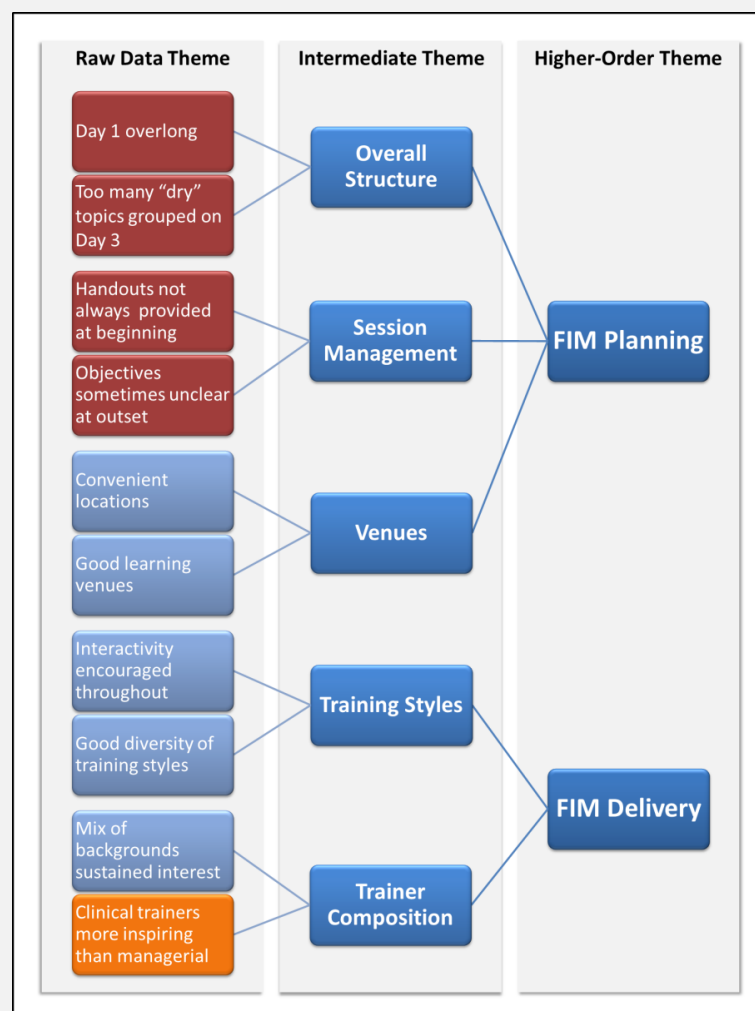 Raw Data Theme
Intermediate Theme
Higher-Order Theme
Day 1 overlong
Too many “dry”
topics grouped on
Day 3
Overall
Structure
Handouts not
always provided
at beginning
Objectives
sometimes unclear
at outset
Session
Management
FIM Planning
Convenient
locations
Good learning
venues
Venues
Interactivity
encouraged
throughout
Good diversity of
training styles
Training Styles
FIM Delivery
Mix of
backgrounds
sustained interest
Clinical trainers
more inspiring
than managerial
Trainer
Composition